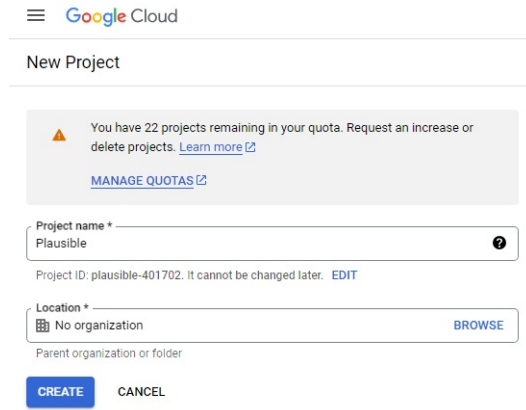 Google Cloud
New Project
You have 22 projects remaining in your quota. Request an increase or
delete projects. Learn more
MANAGE QUOTAS
Project name *
Plausible
Project ID: plausible-401702. It cannot be changed later. EDIT
Location *
No organization BROWSE
Parent organization or folder
CREATE CANCEL